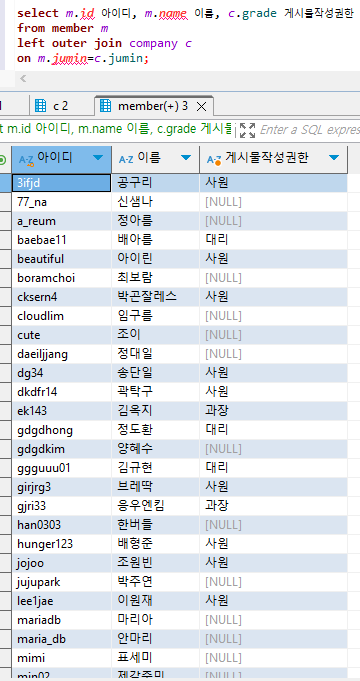 select m.id 아이디, m.name 이름, c.grade 게시물작성권한
from member m
left outer join company c
on m.jumin=c.jumin;
c 2
member(+) 3
t m.id 아이디, m.name 이름, c.grade 게시물
Enter a SQL expres
아이디 이름 게시물작성권한
3ifjd 공구리 사원
77_na 신샘나 [NULL]
a_reum 정아름 [NULL]
baebae11 배아름 대리
beautiful 아이린 사원
boramchoi 최보람 [NULL]
cksern4 박곤잘레스 사원
cloudlim 임구름 [NULL]
cute 조이 [NULL]
daeiljjang 정대일 [NULL]
dg34 송단일 사원
dkdfr14 곽탁구 사원
ek143 김옥지 과장
gdgdhong 정도환 대리
gdgdkim 양혜수 [NULL]
ggguuu01 김규현 대리
girjrg3 브레딱 사원
gjri33 응우엔킴 과장
han0303 한버들 [NULL]
hunger123 배형준 사원
jojoo 조원빈 사원
jujupark 박주연 [NULL]
lee1jae 이원재 사원
mariadb 마리아 [NULL]
maria_db 안마리 [NULL]
mimi 표세미 [NULL]
min02 제갈종민 [NULL]